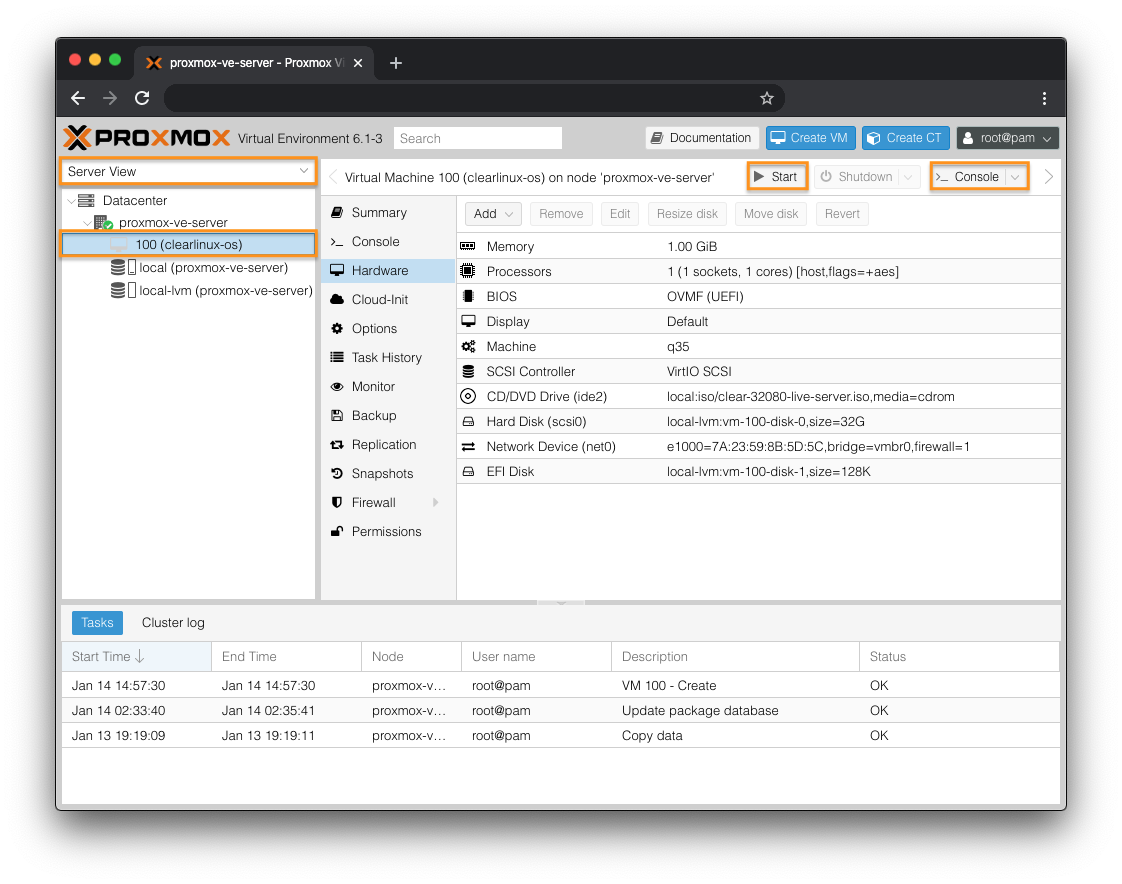 proxmox-ve-server - Proxmox Vi
PROXMOX Virtual Environment 6.1-3 Search Documentation Create VM Create CT root@pam
Server View
Datacenter
proxmox-ve-server
100 (clearlinux-os)
local (proxmox-ve-server)
local-lvm (proxmox-ve-server)
Virtual Machine 100 (clearlinux-os) on node 'proxmox-ve-server' Start Shutdown >_ Console
Summary
>_ Console
Hardware
Cloud-Init
Options
Task History
Monitor
Backup
Replication
Snapshots
Firewall
Permissions
Add Remove Edit Resize disk Move disk Revert
Memory 1.00 GiB
Processors 1 (1 sockets, 1 cores) [host,flags=+aes]
BIOS OVMF (UEFI)
Display Default
Machine q35
SCSI Controller VirtIO SCSI
CD/DVD Drive (ide2) local:iso/clear-32080-live-server.iso,media=cdrom
Hard Disk (scsi0) local-lvm:vm-100-disk-0,size=32G
Network Device (net0) e1000=7A:23:59:8B:5D:5C,bridge=vmbr0,firewall=1
EFI Disk local-lvm:vm-100-disk-1,size=128K
Tasks Cluster log
Start Time End Time Node User name Description Status
Jan 14 14:57:30 Jan 14 14:57:30 proxmox-v... root@pam VM 100 - Create OK
Jan 14 02:33:40 Jan 14 02:35:41 proxmox-v... root@pam Update package database OK
Jan 13 19:19:09 Jan 13 19:19:11 proxmox-v... root@pam Copy data OK